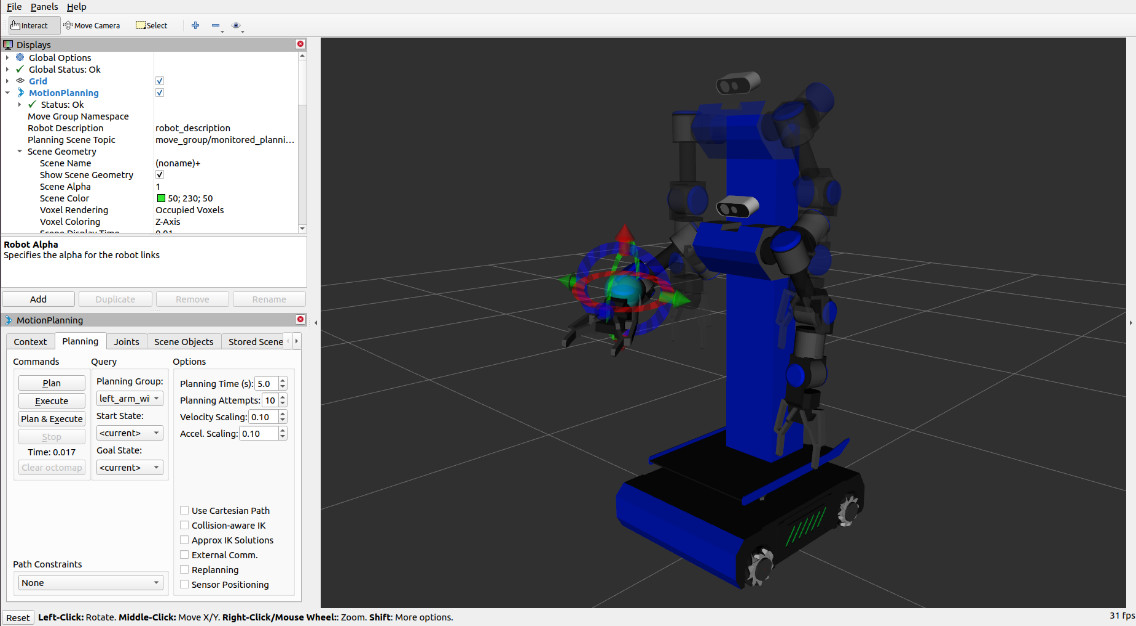 File Panels Help
Interact Move Camera Select
Displays
Global Options
Global Status: Ok
Grid
MotionPlanning
Status: Ok
Move Group Namespace
Robot Description robot_description
Planning Scene Topic move_group/monitored_planni...
Scene Geometry
Scene Name (noname)+
Show Scene Geometry
Scene Alpha 1
Scene Color 50; 230; 50
Voxel Rendering Occupied Voxels
Voxel Coloring Z-Axis
Scene Display Time 0.01
Robot Alpha
Specifies the alpha for the robot links
Add Duplicate Remove Rename
MotionPlanning
Context Planning Joints Scene Objects Stored Scene
Commands Query Options
Plan Planning Group: Planning Time (s): 5.0
Execute left_arm_wi Planning Attempts: 10
Plan & Execute Start State: Velocity Scaling: 0.10
Stop <current> Accel. Scaling: 0.10
Time: 0.017 Goal State:
Clear octomap <current>
Use Cartesian Path
Collision-aware IK
Approx IK Solutions
External Comm.
Replanning
Sensor Positioning
Path Constraints
None
Reset Left-Click: Rotate. Middle-Click: Move X/Y. Right-Click/Mouse Wheel:: Zoom. Shift: More options. 31 fps